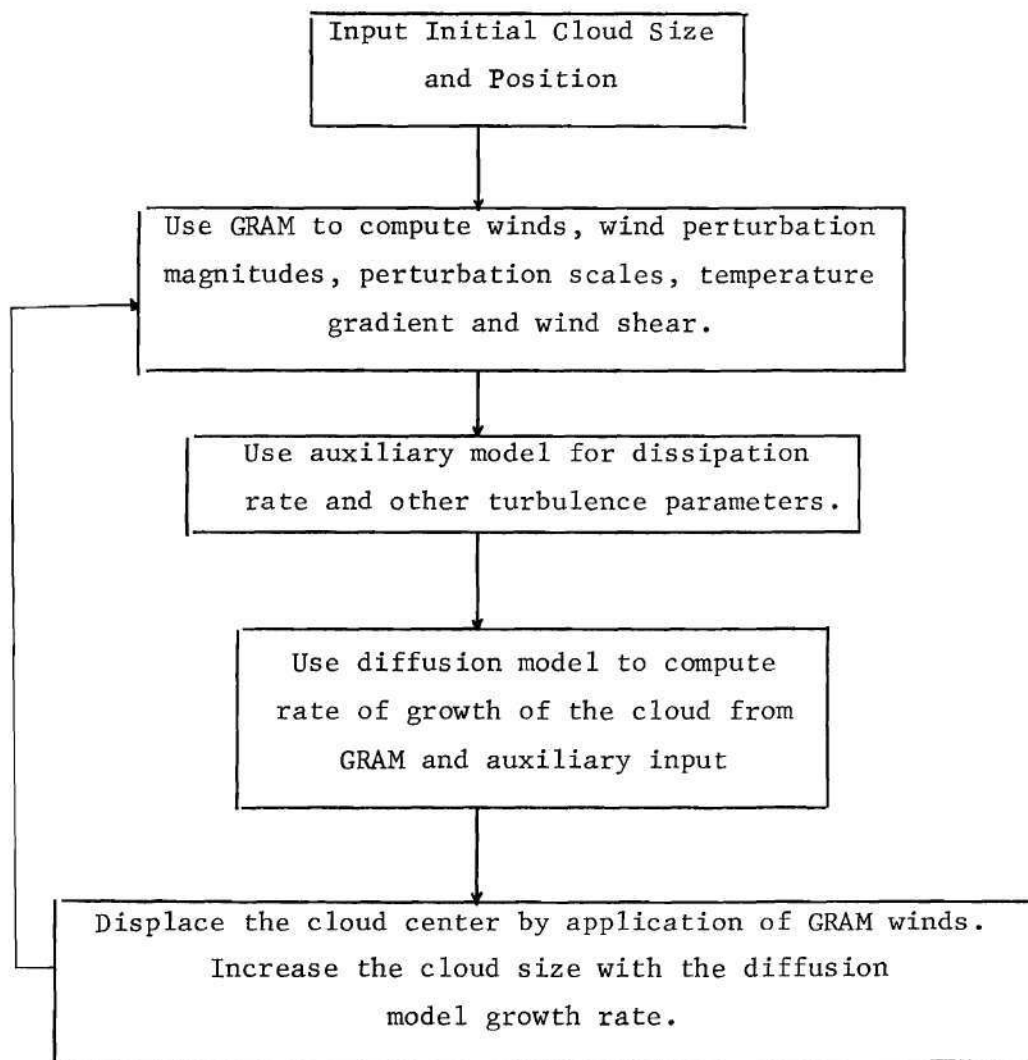 Input Initial Cloud Size
and Position
Use GRAM to compute winds, wind perturbation
magnitudes, perturbation scales, temperature
gradient and wind shear.
Use auxiliary model for dissipation
rate and other turbulence parameters.
Use diffusion model to compute
rate of growth of the cloud from
GRAM and auxiliary input
Displace the cloud center by application of GRAM winds.
Increase the cloud size with the diffusion
model growth rate.